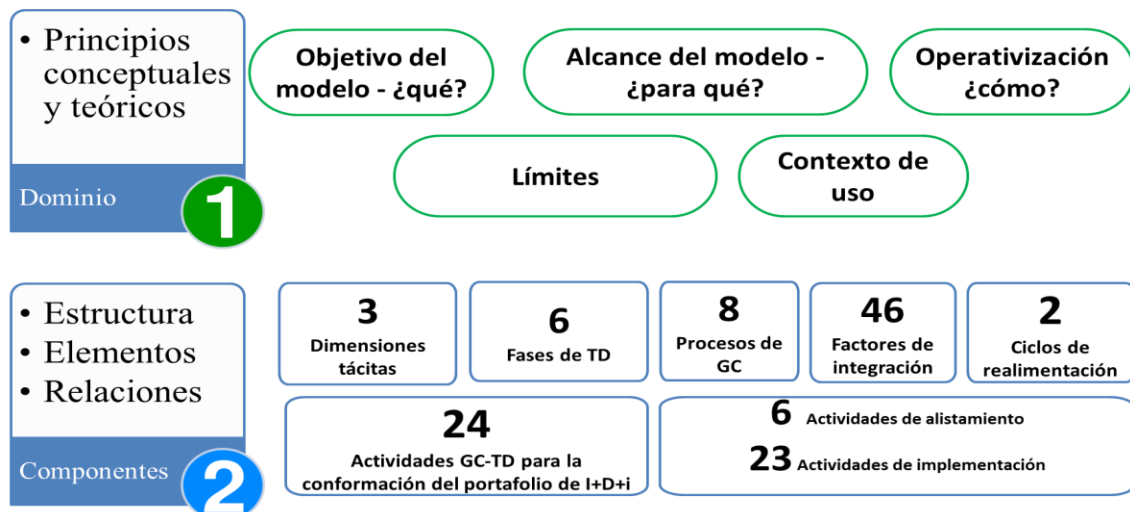 • Principios
conceptuales
y teóricos
Dominio
1
Objetivo del
modelo - ¿qué?
Alcance del modelo -
¿para qué?
Operativización
¿cómo?
Límites
Contexto de
uso
• Estructura
• Elementos
• Relaciones
Componentes
2
3
Dimensiones
tácitas
6
Fases de TD
8
Procesos de
GC
46
Factores de
integración
2
Ciclos de
realimentación
24
Actividades GC-TD para la
conformación del portafolio de I+D+i
6 Actividades de alistamiento
23 Actividades de implementación